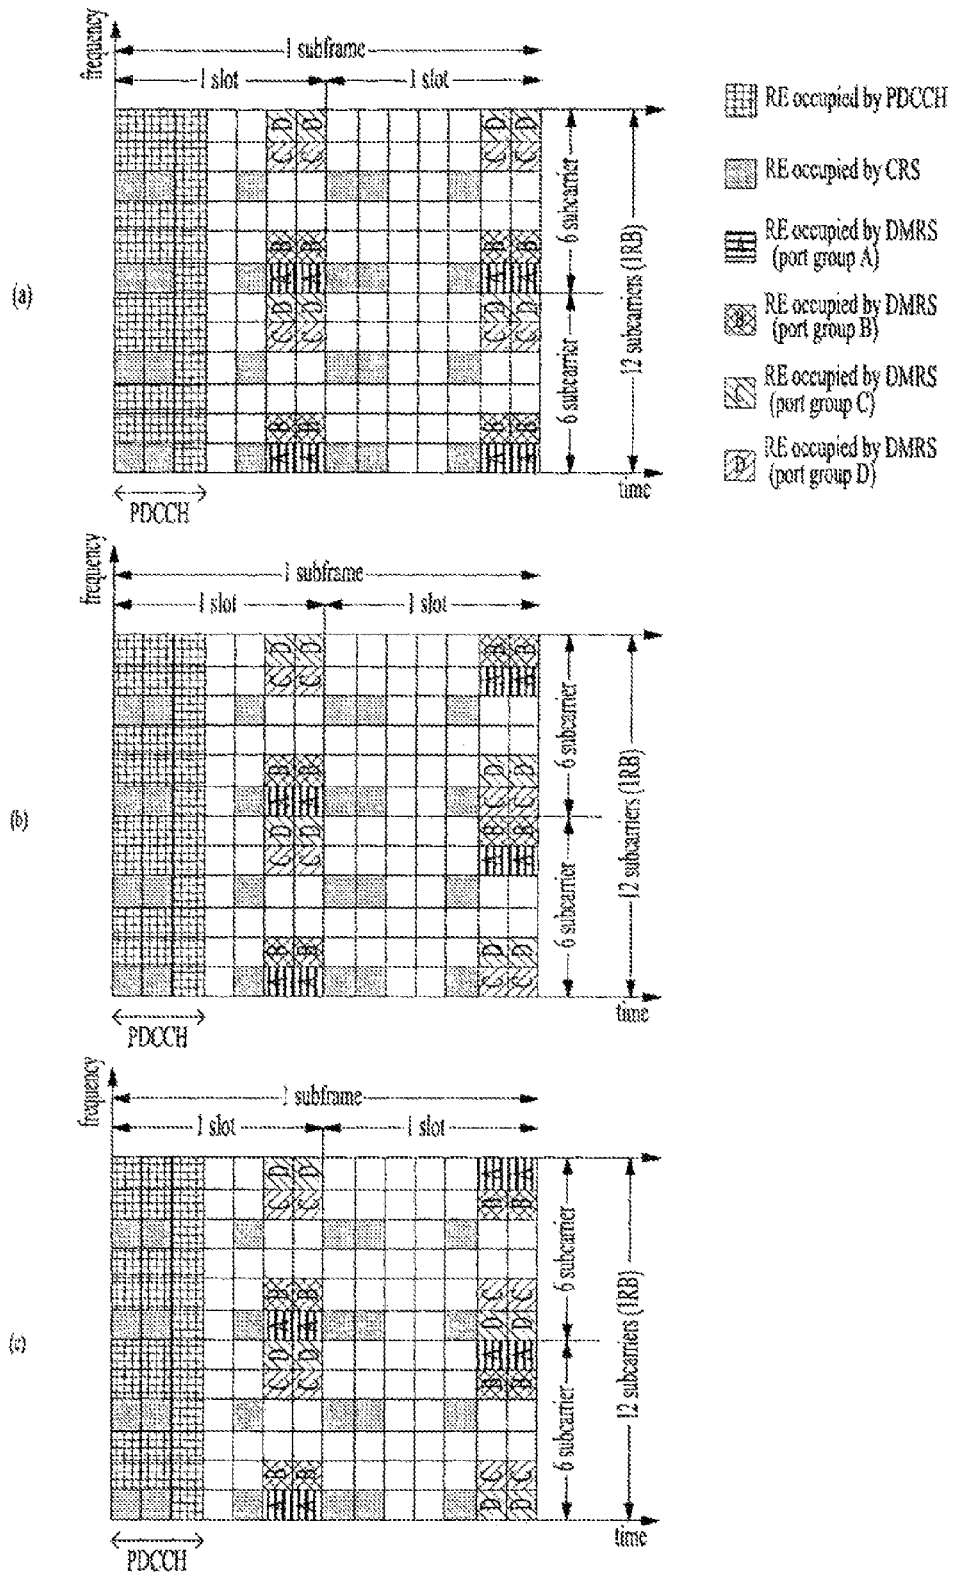 frequency
1 subframe
1 slot
1 slot
D D D D
C C C C
B B B B
A A A A
D D D D
C C C C
B B B B
A A A A
6 subcarrier
6 subcarrier
12 subcarriers (1RB)
(a)
time
PDCCH
RE occupied by PDCCH
RE occupied by CRS
A RE occupied by DMRS
(port group A)
B RE occupied by DMRS
(port group B)
C RE occupied by DMRS
(port group C)
D RE occupied by DMRS
(port group D)
frequency
1 subframe
1 slot
1 slot
D D B B
C C A A
B B D D
A A C C
D D B B
C C A A
B B D D
A A C C
6 subcarrier
6 subcarrier
12 subcarriers (1RB)
(b)
time
PDCCH
frequency
1 subframe
1 slot
1 slot
D D A A
C C B B
B B C C
A A D D
D D A A
C C B B
B B C C
A A D D
6 subcarrier
6 subcarrier
12 subcarriers (1RB)
(c)
time
PDCCH